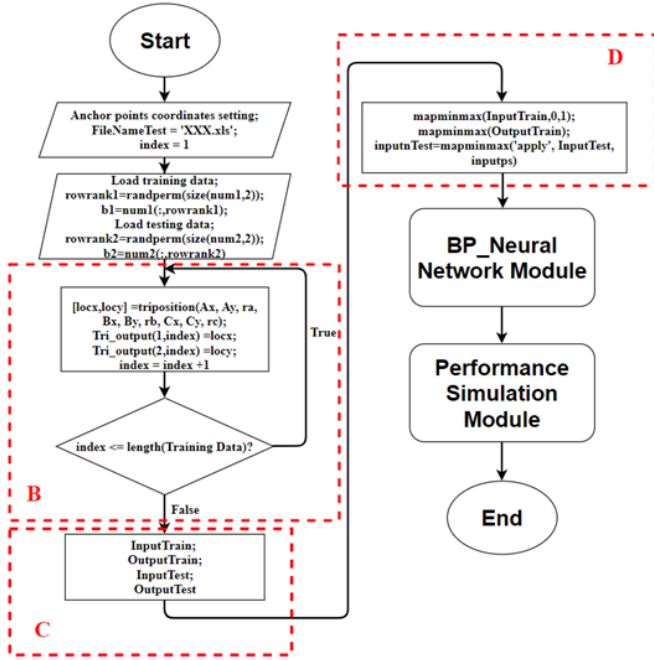 Start
Anchor points coordinates setting;
FileNameTest = 'XXX.xls';
index = 1
Load training data;
rowrank1=randperm(size(num1,2));
b1=num1(:,rowrank1);
Load testing data;
rowrank2=randperm(size(num2,2));
b2=num2(:,rowrank2)
[locx,locy] =triposition(Ax, Ay, ra,
Bx, By, rb, Cx, Cy, rc);
Tri_output(1,index) =locx;
Tri_output(2,index) =locy;
index = index +1
True
index <= length(Training Data)?
B
False
InputTrain;
OutputTrain;
InputTest;
OutputTest
C
D
mapminmax(InputTrain,0,1);
mapminmax(OutputTrain);
inputnTest=mapminmax('apply', InputTest,
inputps)
BP_Neural
Network Module
Performance
Simulation
Module
End